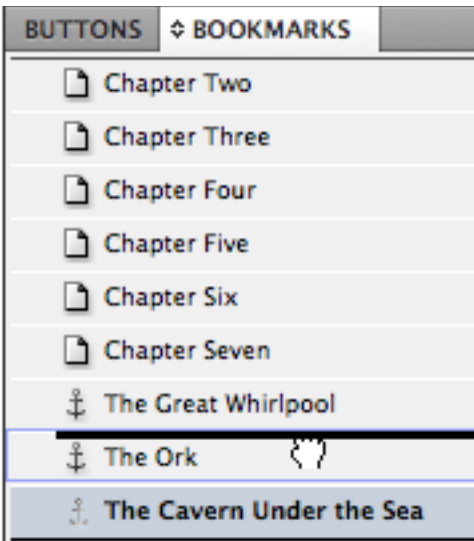 BUTTONS BOOKMARKS
Chapter Two
Chapter Three
Chapter Four
Chapter Five
Chapter Six
Chapter Seven
The Great Whirlpool
The Ork
The Cavern Under the Sea